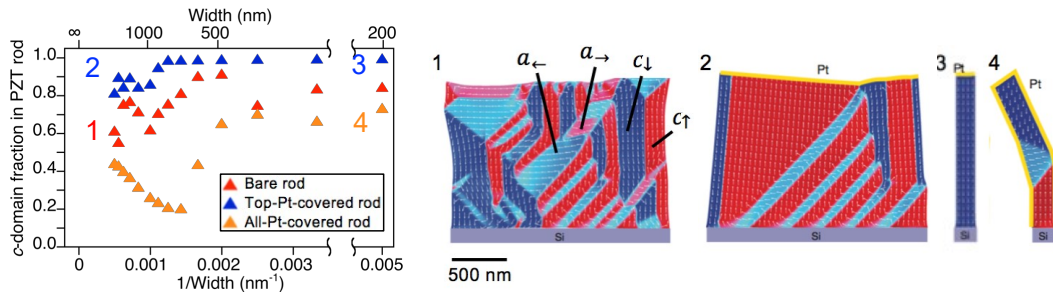 Width (nm)
∞ 1000 500 200
c-domain fraction in PZT rod
1.0
0.8
0.6
0.4
0.2
0.0
2
1
3
4
Bare rod
Top-Pt-covered rod
All-Pt-covered rod
0 0.001 0.002 0.003 0.005
1/Width (nm⁻¹)
1
a← a→ c↓
c↑
Si
500 nm
2
Pt
Si
3
Pt
Si
4
Pt
Si